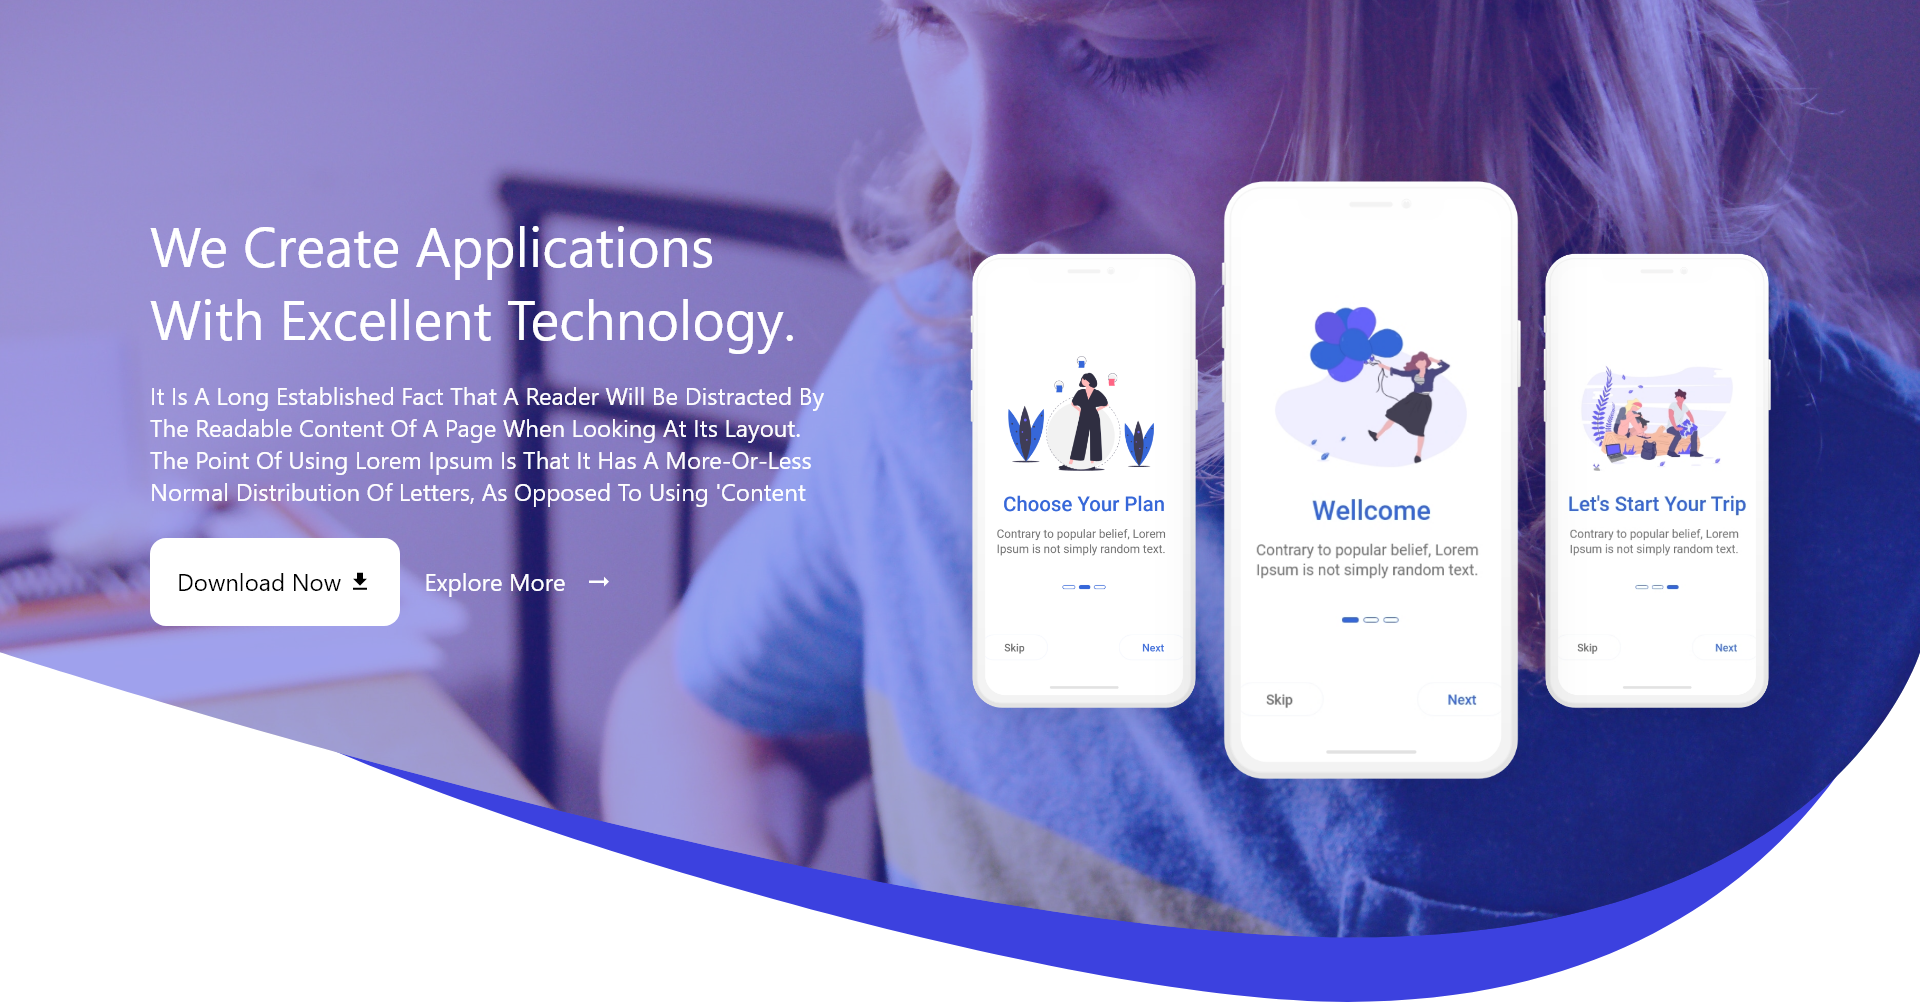 We Create Applications
With Excellent Technology.
It Is A Long Established Fact That A Reader Will Be Distracted By
The Readable Content Of A Page When Looking At Its Layout.
The Point Of Using Lorem Ipsum Is That It Has A More-Or-Less
Normal Distribution Of Letters, As Opposed To Using 'Content
Download Now
Explore More
Choose Your Plan
Contrary to popular belief, Lorem
Ipsum is not simply random text.
Skip
Next
Wellcome
Contrary to popular belief, Lorem
Ipsum is not simply random text.
Skip
Next
Let's Start Your Trip
Contrary to popular belief, Lorem
Ipsum is not simply random text.
Skip
Next